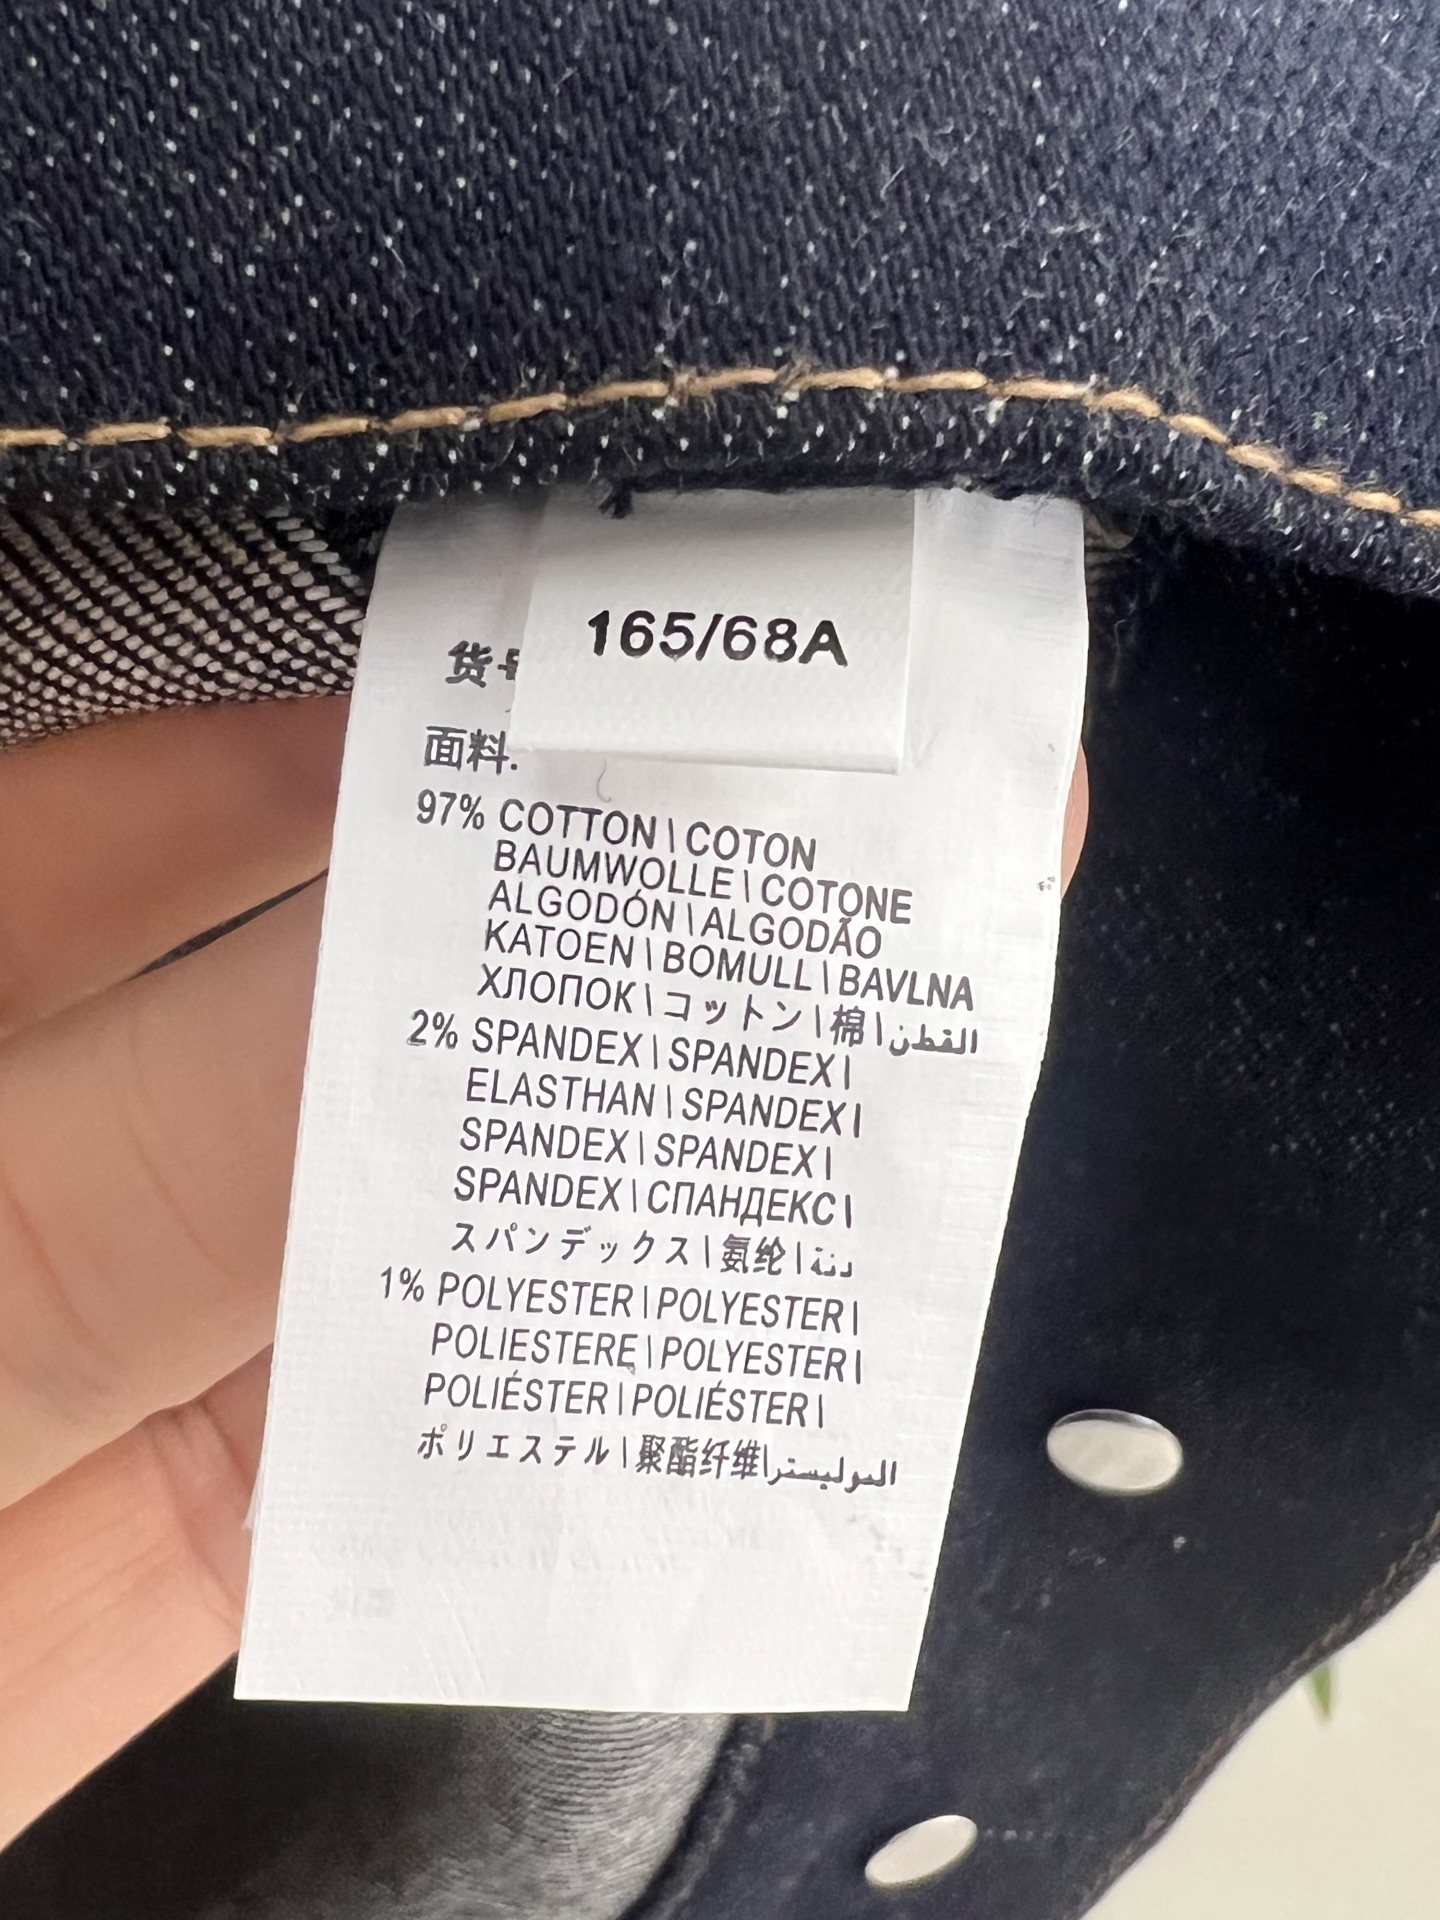 165/68A
货号
面料
97% COTTON\COTON
BAUMWOLLE\COTONE
ALGODÓN\ALGODÃO
KATOEN\BOMULL\BAVLNA
ХЛОПОК\コットン\棉\القطن
2% SPANDEX\SPANDEX\
ELASTHAN\SPANDEX\
SPANDEX\SPANDEX\
SPANDEX\СПАНДЕКС\
スパンデックス\氨纶\دنة
1% POLYESTER\POLYESTER\
POLIESTERE\POLYESTER\
POLIÉSTER\POLIÉSTER\
ポリエステル\聚酯纤维\البوليستر